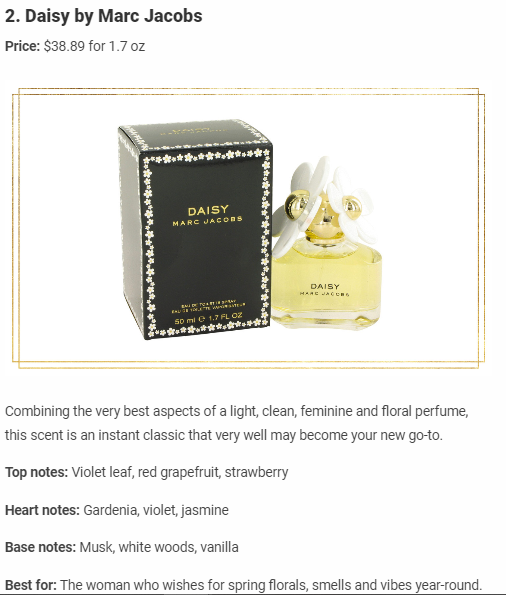 2. Daisy by Marc Jacobs
Price: $38.89 for 1.7 oz
DAISY
MARC JACOBS
EAU DE TOILETTE SPRAY
EAU DE TOILETTE VAPORISATEUR
50 ml e 1.7 FL OZ
DAISY
MARC JACOBS
Combining the very best aspects of a light, clean, feminine and floral perfume,
this scent is an instant classic that very well may become your new go-to.
Top notes: Violet leaf, red grapefruit, strawberry
Heart notes: Gardenia, violet, jasmine
Base notes: Musk, white woods, vanilla
Best for: The woman who wishes for spring florals, smells and vibes year-round.